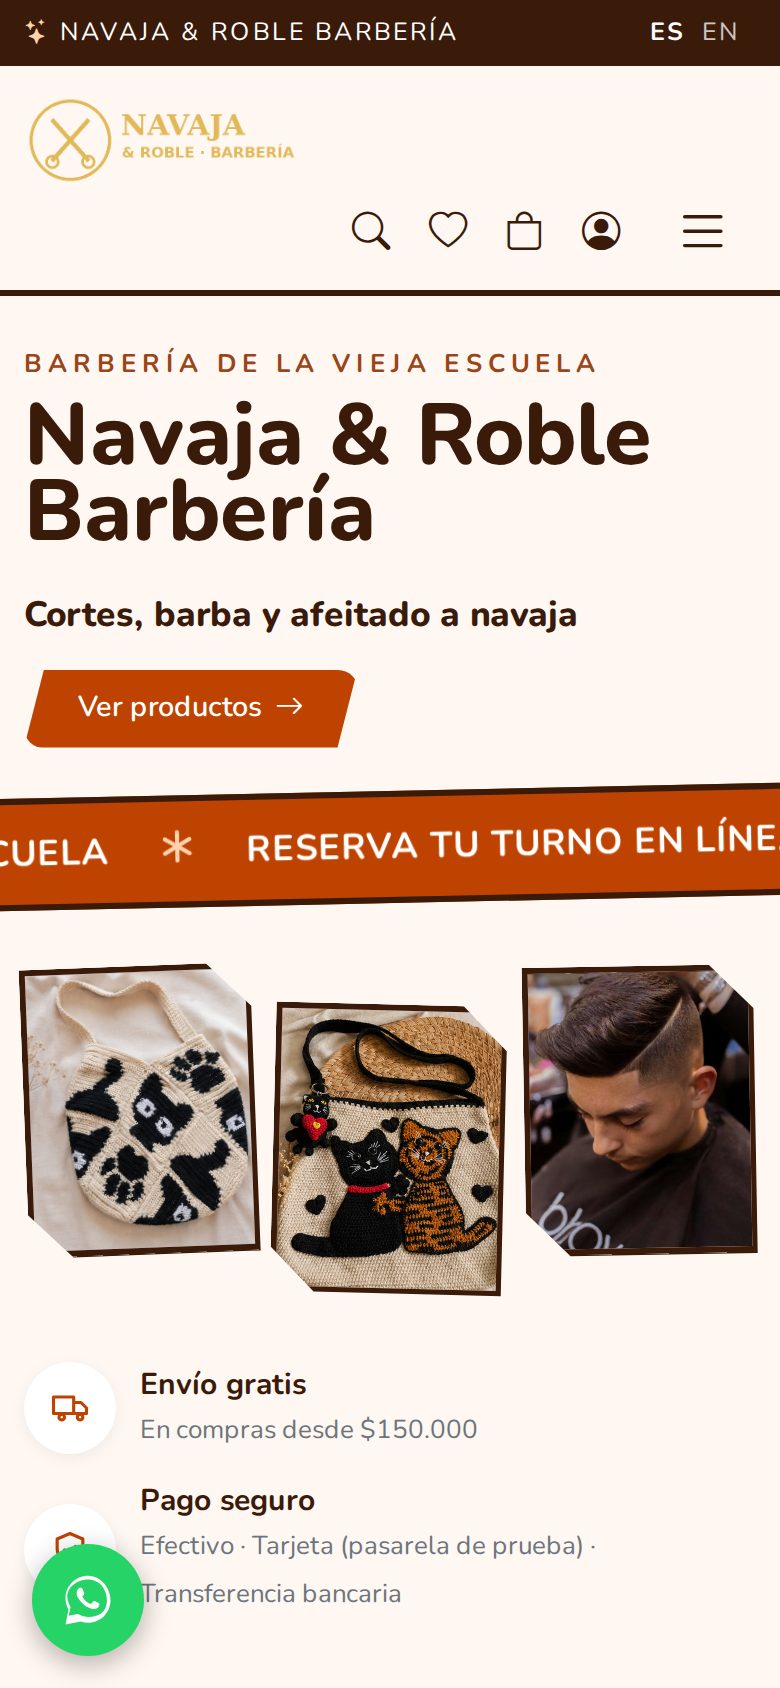 NAVAJA & ROBLE BARBERÍA
ES EN
NAVAJA
& ROBLE · BARBERÍA
BARBERÍA DE LA VIEJA ESCUELA
Navaja & Roble
Barbería
Cortes, barba y afeitado a navaja
Ver productos →
CUELA * RESERVA TU TURNO EN LÍNE
Envío gratis
En compras desde $150.000
Pago seguro
Efectivo · Tarjeta (pasarela de prueba) ·
Transferencia bancaria